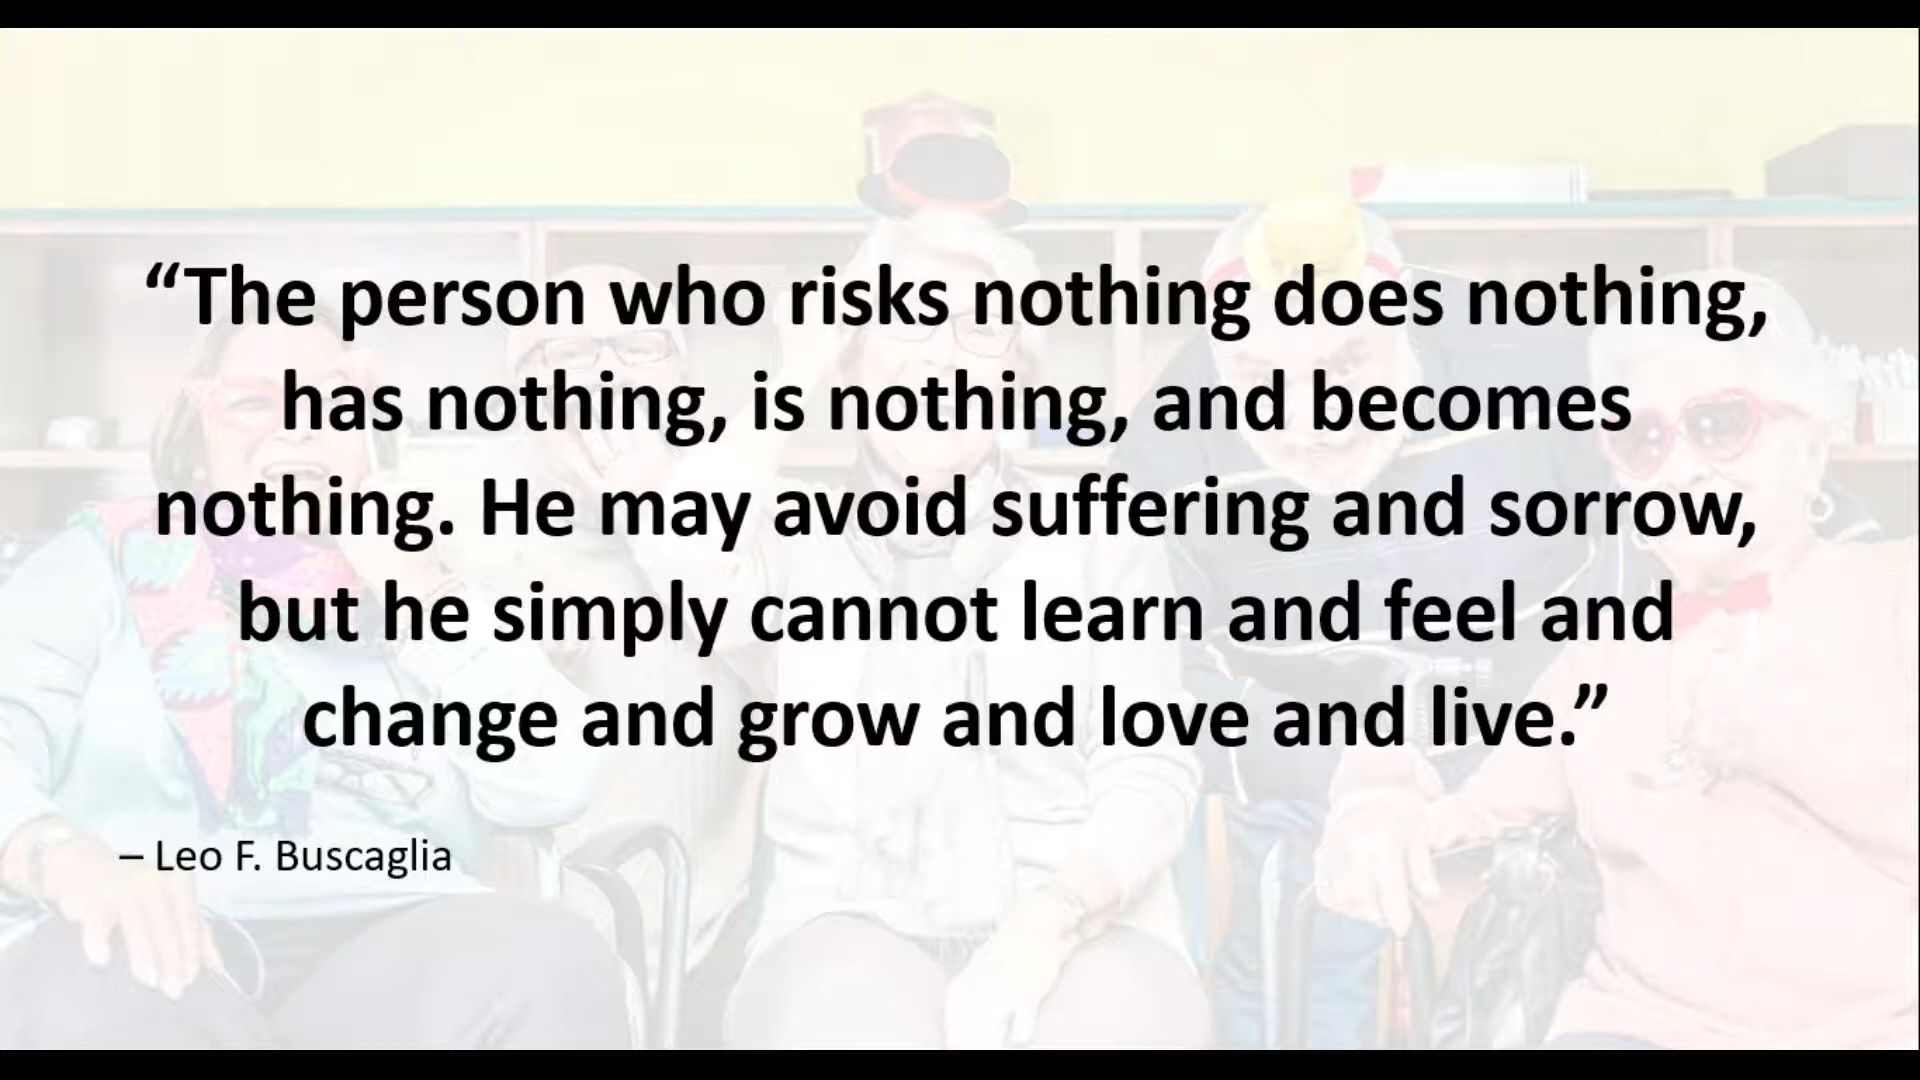 “The person who risks nothing does nothing,
has nothing, is nothing, and becomes
nothing. He may avoid suffering and sorrow,
but he simply cannot learn and feel and
change and grow and love and live.”
– Leo F. Buscaglia